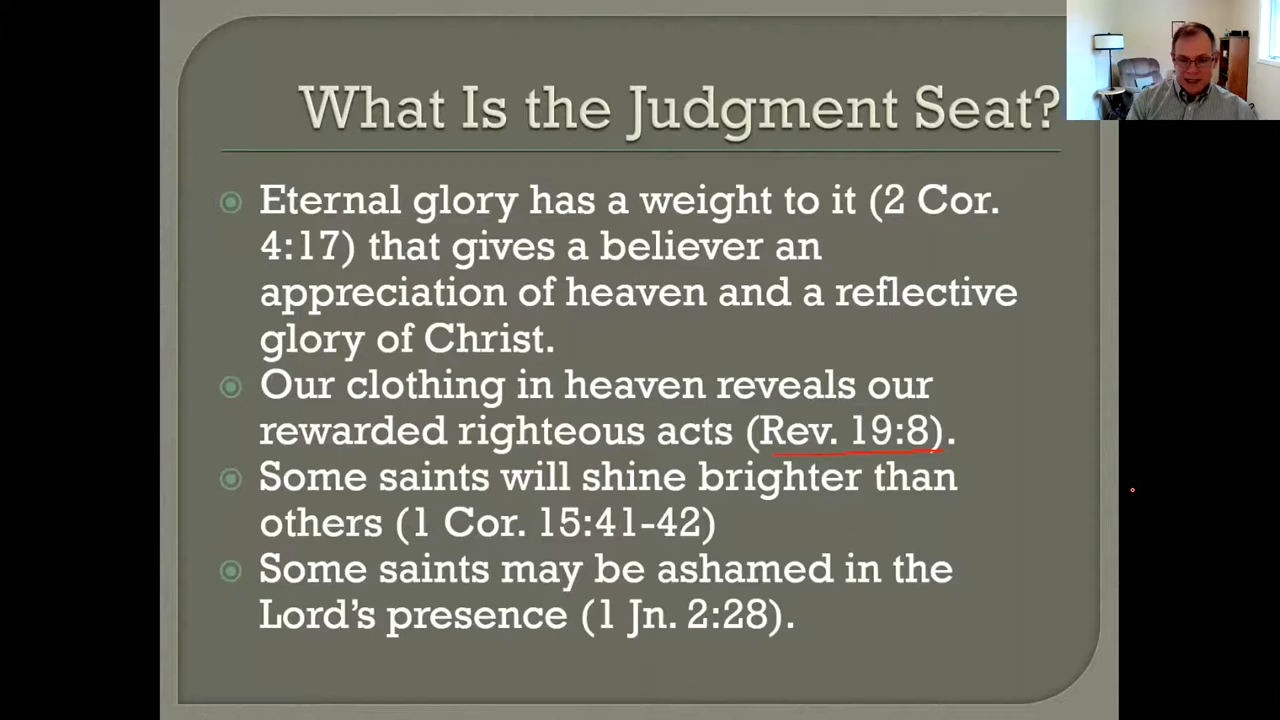 What Is the Judgment Seat?
Eternal glory has a weight to it (2 Cor.
4:17) that gives a believer an
appreciation of heaven and a reflective
glory of Christ.
Our clothing in heaven reveals our
rewarded righteous acts (Rev. 19:8).
Some saints will shine brighter than
others (1 Cor. 15:41-42)
Some saints may be ashamed in the
Lord’s presence (1 Jn. 2:28).